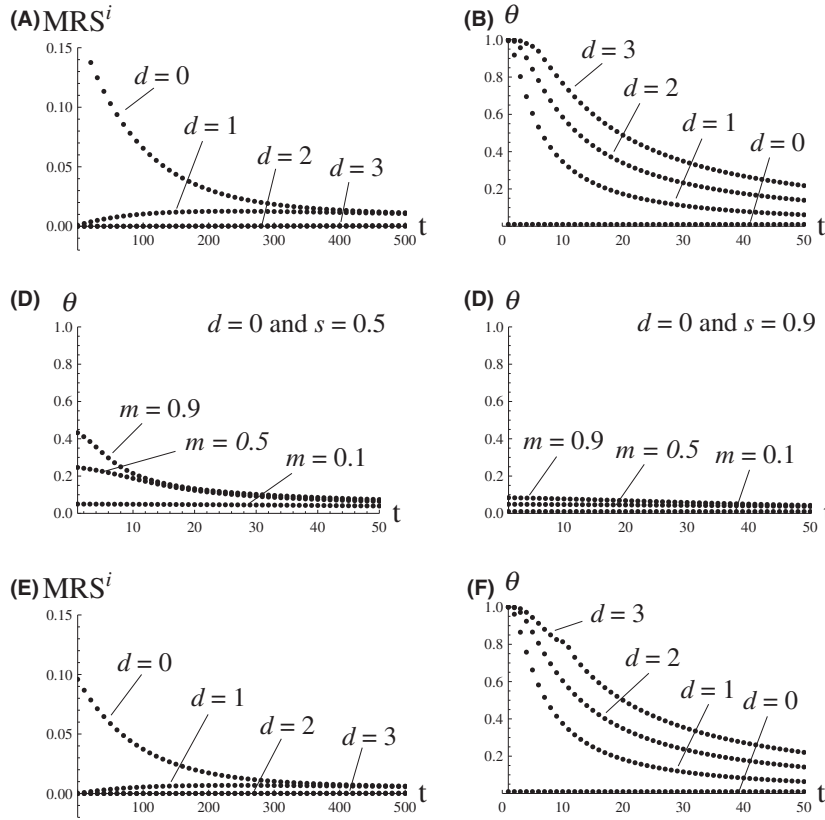 (A) MRSⁱ
0.15
0.10
0.05
0.00
d = 0
d = 1
d = 2
d = 3
100 200 300 400 500 t
(B) θ
1.0
0.8
0.6
0.4
0.2
d = 3
d = 2
d = 1
d = 0
0 10 20 30 40 50 t
(D) θ
d = 0 and s = 0.5
1.0
0.8
0.6
0.4
0.2
0.0
m = 0.9
m = 0.5
m = 0.1
10 20 30 40 50 t
(D) θ
d = 0 and s = 0.9
1.0
0.8
0.6
0.4
0.2
0.0
m = 0.9
m = 0.5
m = 0.1
0 10 20 30 40 50
(E) MRSⁱ
0.15
0.10
0.05
0.00
d = 0
d = 1
d = 2
d = 3
100 200 300 400 500 t
(F) θ
1.0
0.8
0.6
0.4
0.2
d = 3
d = 2
d = 1
d = 0
0 10 20 30 40 50 t